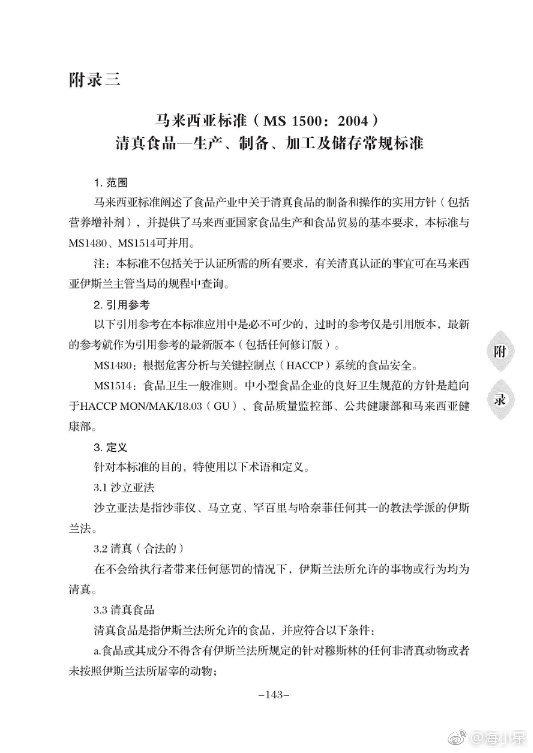 附录三
马来西亚标准（MS 1500：2004）
清真食品—生产、制备、加工及储存常规标准
1. 范围
马来西亚标准阐述了食品产业中关于清真食品的制备和操作的实用方针（包括
营养增补剂），并提供了马来西亚国家食品生产和食品贸易的基本要求，本标准与
MS1480、MS1514可并用。
注：本标准不包括关于认证所需的所有要求，有关清真认证的事宜可在马来西
亚伊斯兰主管当局的规程中查询。
2. 引用参考
以下引用参考在本标准应用中是必不可少的，过时的参考仅是引用版本，最新
的参考就作为引用参考的最新版本（包括任何修订版）。
MS1480：根据危害分析与关键控制点（HACCP）系统的食品安全。
MS1514：食品卫生一般准则。中小型食品企业的良好卫生规范的方针是趋向
于HACCP MON/MAK/18.03（GU）、食品质量监控部、公共健康部和马来西亚健
康部。
3. 定义
针对本标准的目的，特使用以下术语和定义。
3.1 沙立亚法
沙立亚法是指沙菲仪、马立克、罕百里与哈奈菲任何其一的教法学派的伊斯
兰法。
3.2 清真（合法的）
在不会给执行者带来任何惩罚的情况下，伊斯兰法所允许的事物或行为均为
清真。
3.3 清真食品
清真食品是指伊斯兰法所允许的食品，并应符合以下条件：
a.食品或其成分不得含有伊斯兰法所规定的针对穆斯林的任何非清真动物或者
未按照伊斯兰法所屠宰的动物；
附
录
-143-
@海小呆